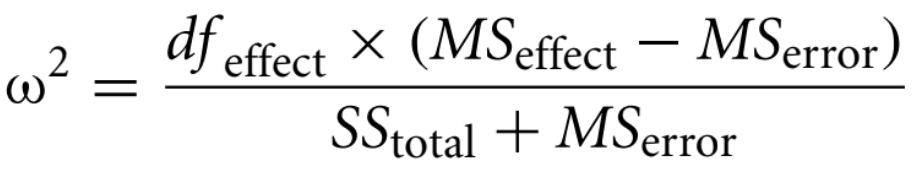 ω² = df_effect × (MS_effect − MS_error) / (SS_total + MS_error)